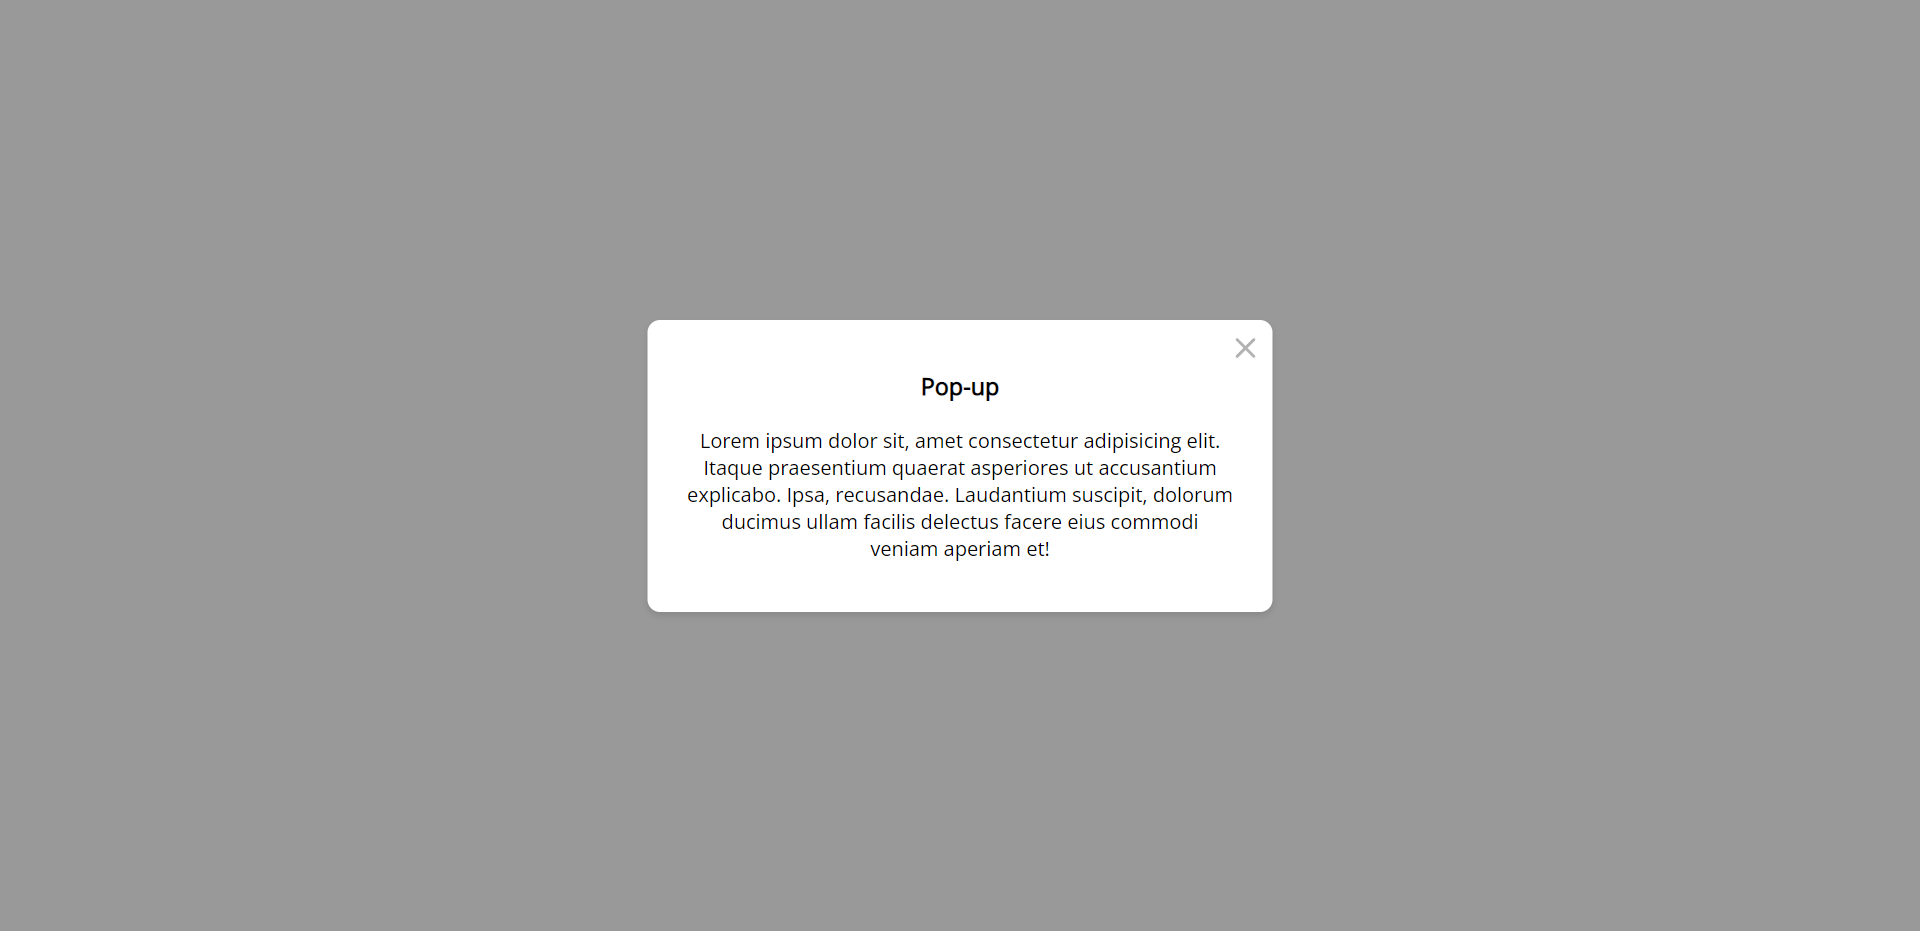 Pop-up
Lorem ipsum dolor sit, amet consectetur adipisicing elit.
Itaque praesentium quaerat asperiores ut accusantium
explicabo. Ipsa, recusandae. Laudantium suscipit, dolorum
ducimus ullam facilis delectus facere eius commodi
veniam aperiam et!